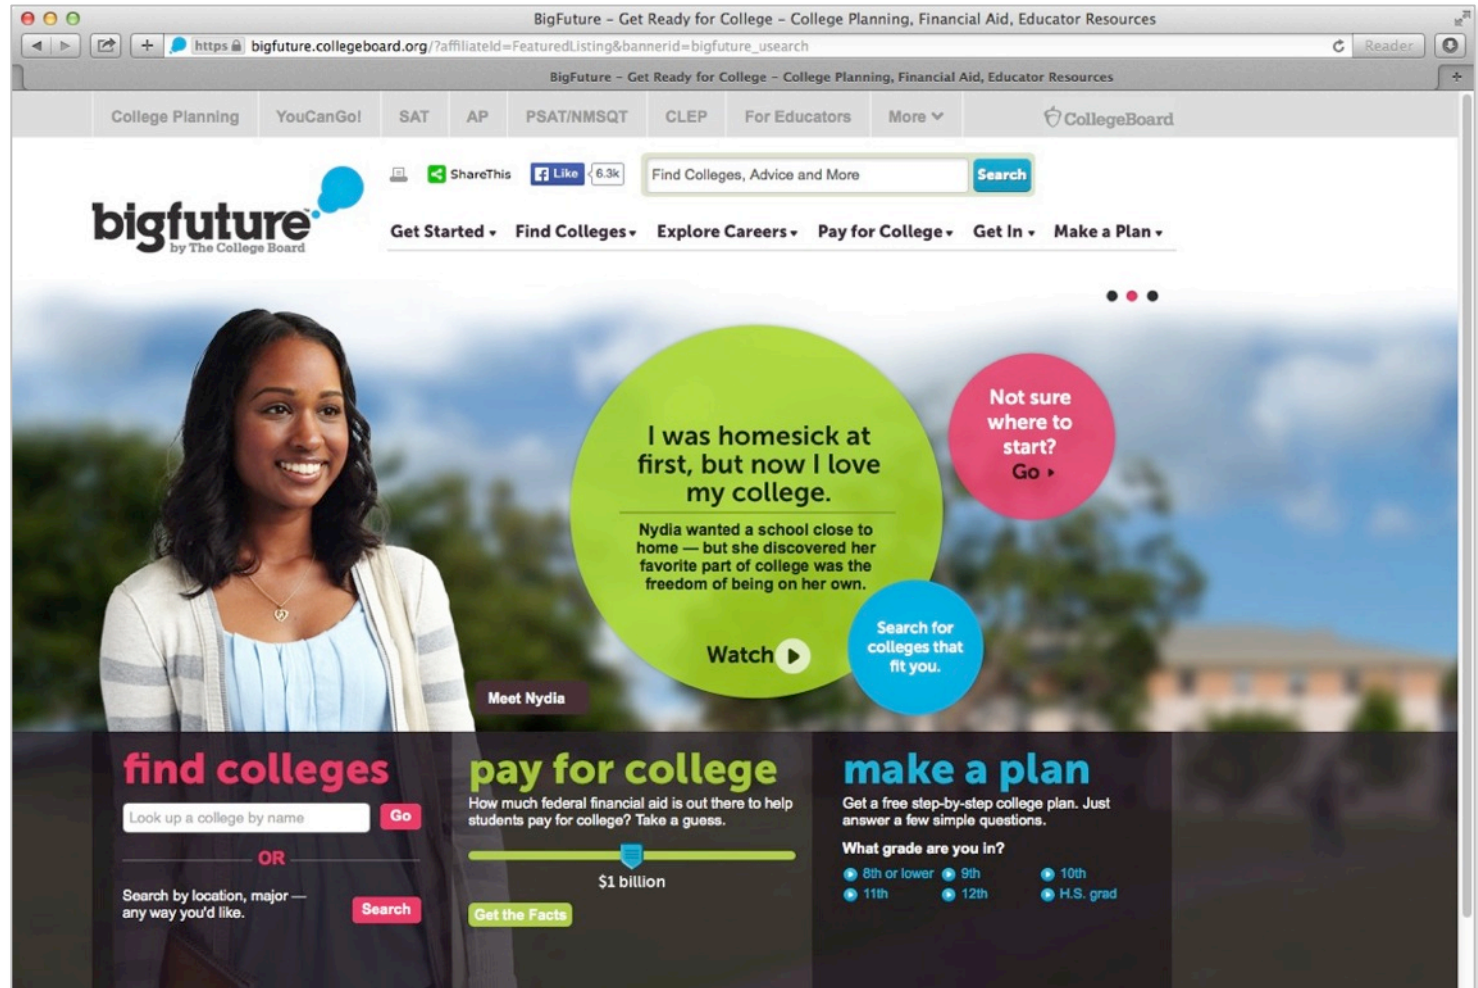 BigFuture – Get Ready for College – College Planning, Financial Aid, Educator Resources
https bigfuture.collegeboard.org/?affiliateId=FeaturedListing&bannerid=bigfuture_usearch Reader
BigFuture – Get Ready for College – College Planning, Financial Aid, Educator Resources
College Planning YouCanGo! SAT AP PSAT/NMSQT CLEP For Educators More CollegeBoard
ShareThis Like 6.3k Find Colleges, Advice and More Search
bigfuture™
by The College Board
Get Started Find Colleges Explore Careers Pay for College Get In Make a Plan
I was homesick at
first, but now I love
my college.
Nydia wanted a school close to
home — but she discovered her
favorite part of college was the
freedom of being on her own.
Watch
Not sure
where to
start?
Go
Search for
colleges that
fit you.
Meet Nydia
find colleges
Look up a college by name Go
OR
Search by location, major —
any way you'd like.
Search
pay for college
How much federal financial aid is out there to help
students pay for college? Take a guess.
$1 billion
Get the Facts
make a plan
Get a free step-by-step college plan. Just
answer a few simple questions.
What grade are you in?
8th or lower 9th 10th
11th 12th H.S. grad